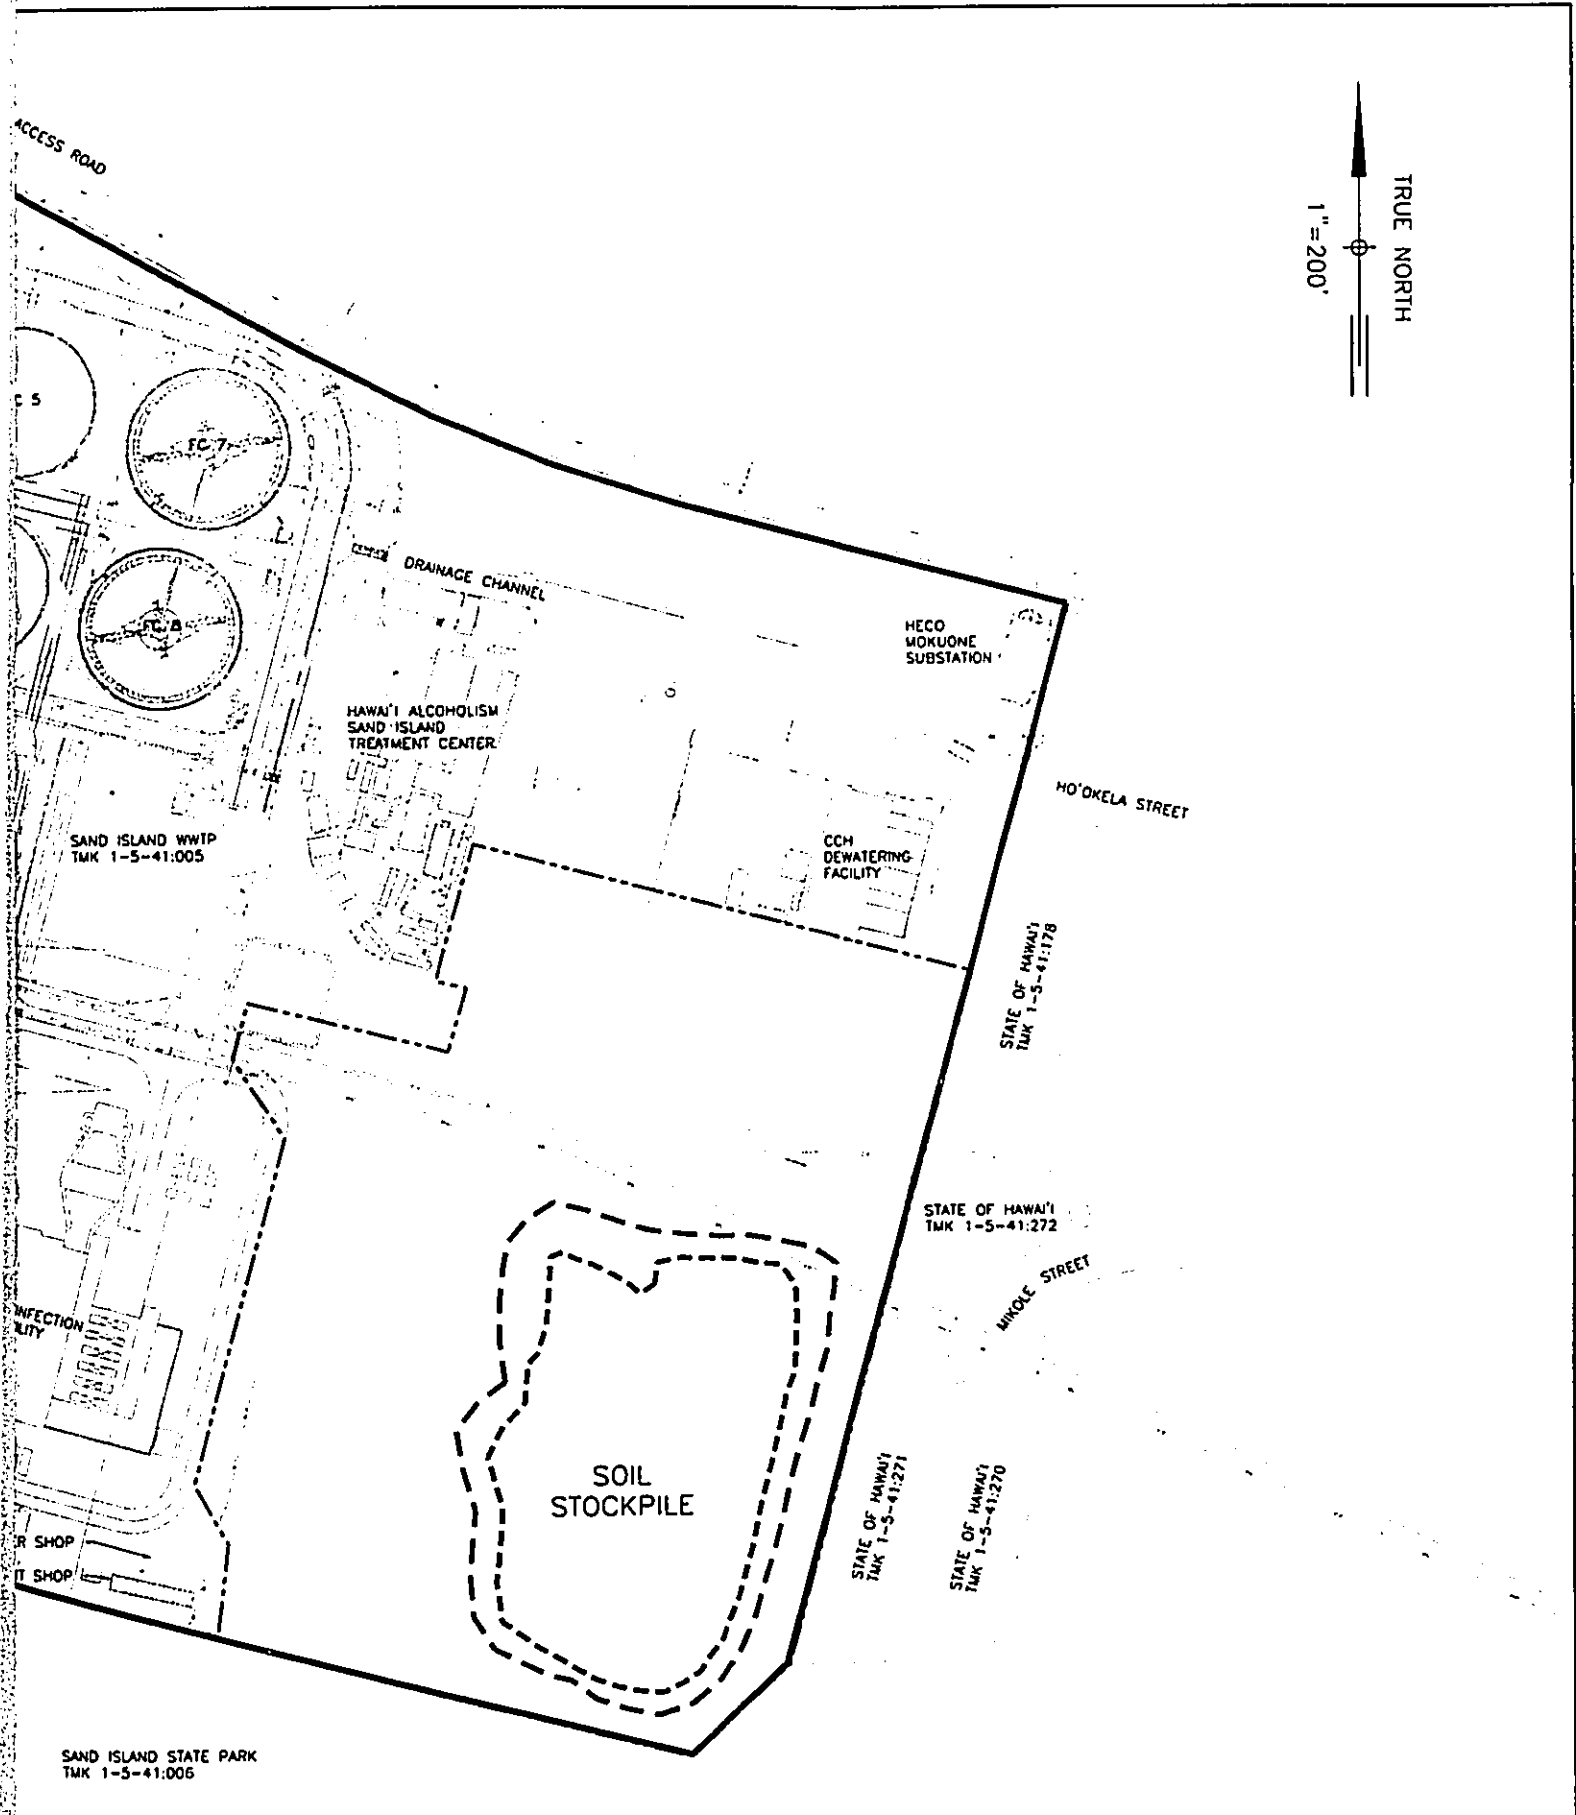 ACCESS ROAD
TRUE NORTH
1"=200'
C 5
FC 7
FC 8
DRAINAGE CHANNEL
HECO
MOKUONE
SUBSTATION
HAWAI'I ALCOHOLISM
SAND ISLAND
TREATMENT CENTER
HO'OKELA STREET
SAND ISLAND WWTP
TMK 1-5-41:005
CCH
DEWATERING
FACILITY
STATE OF HAWAI'I
TMK 1-5-41:178
STATE OF HAWAI'I
TMK 1-5-41:272
MIKOLE STREET
INFECTION
ILITY
SOIL
STOCKPILE
STATE OF HAWAI'I
TMK 1-5-41:271
STATE OF HAWAI'I
TMK 1-5-41:270
ER SHOP
IT SHOP
SAND ISLAND STATE PARK
TMK 1-5-41:006